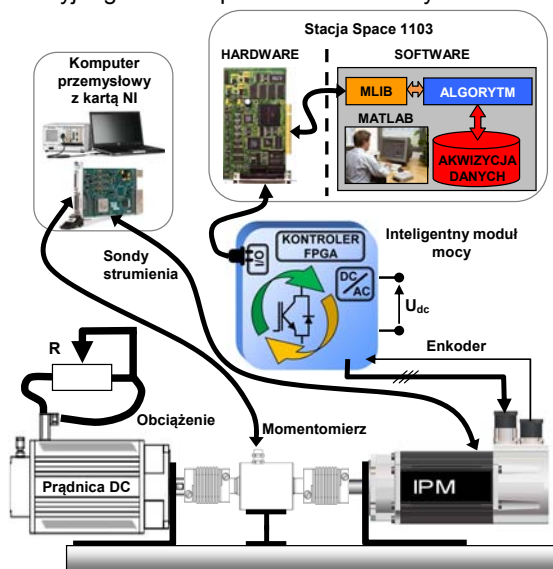 Stacja Space 1103
HARDWARE
SOFTWARE
Komputer
przemysłowy
z kartą NI
MLIB
ALGORYTM
MATLAB
AKWIZYCJA
DANYCH
Sondy
strumienia
I/O
KONTROLER
FPGA
DC
AC
Inteligentny moduł
mocy
Udc
Enkoder
R
Obciążenie
Momentomierz
Prądnica DC
IPM